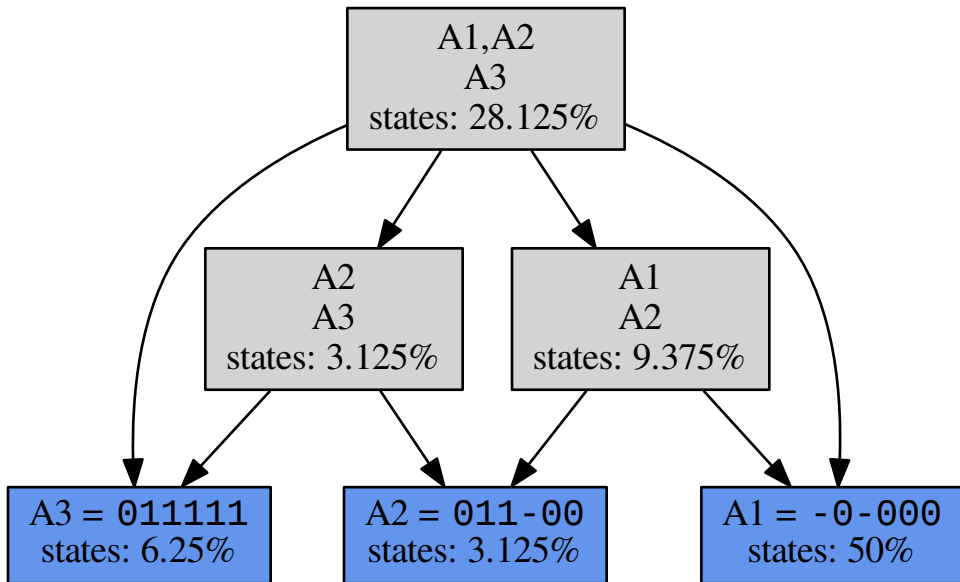 A1,A2
A3
states: 28.125%
A2
A3
states: 3.125%
A1
A2
states: 9.375%
A3 = 011111
states: 6.25%
A2 = 011-00
states: 3.125%
A1 = -0-000
states: 50%